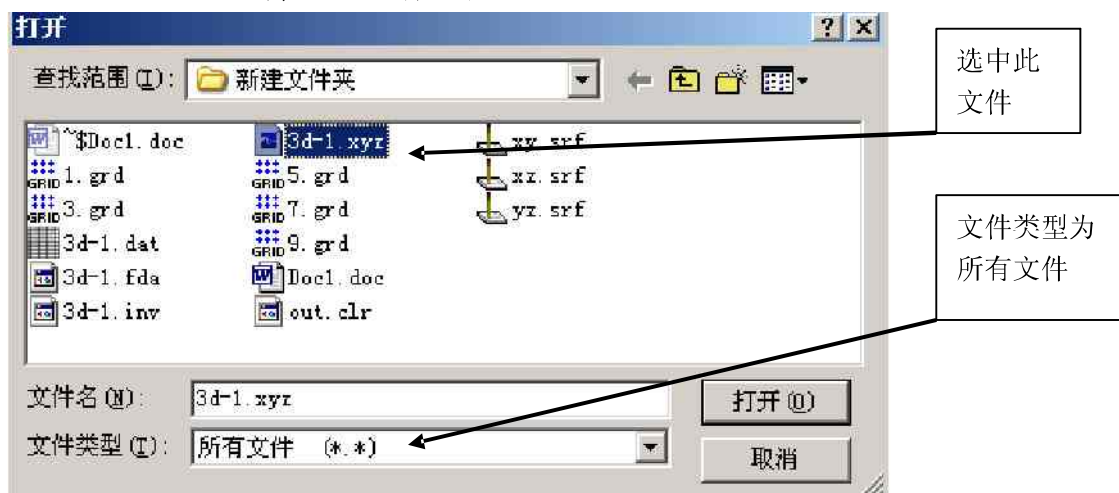 打开
查找范围(I): 新建文件夹
~$Doc1.doc
1.grd
3.grd
3d-1.dat
3d-1.fda
3d-1.inv
3d-1.xyz
5.grd
7.grd
9.grd
Doc1.doc
out.clr
xy.srf
xz.srf
yz.srf
文件名(N): 3d-1.xyz
打开(O)
文件类型(T): 所有文件 (*.*)
取消
选中此
文件
文件类型为
所有文件